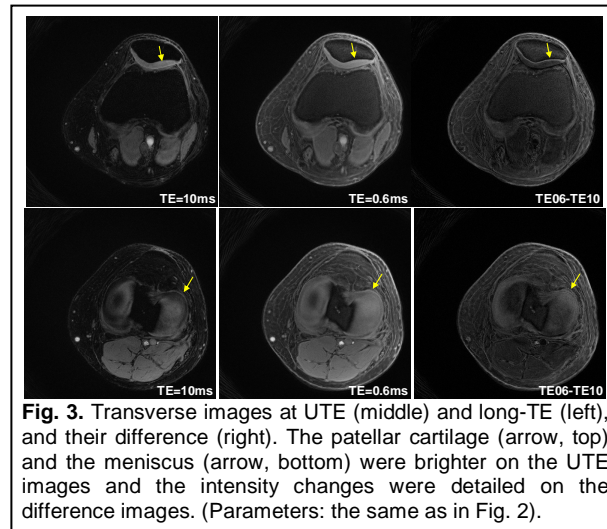 TE=10ms
TE=0.6ms
TE06-TE10
TE=10ms
TE=0.6ms
TE06-TE10
Fig. 3. Transverse images at UTE (middle) and long-TE (left),
and their difference (right). The patellar cartilage (arrow, top)
and the meniscus (arrow, bottom) were brighter on the UTE
images and the intensity changes were detailed on the
difference images. (Parameters: the same as in Fig. 2).